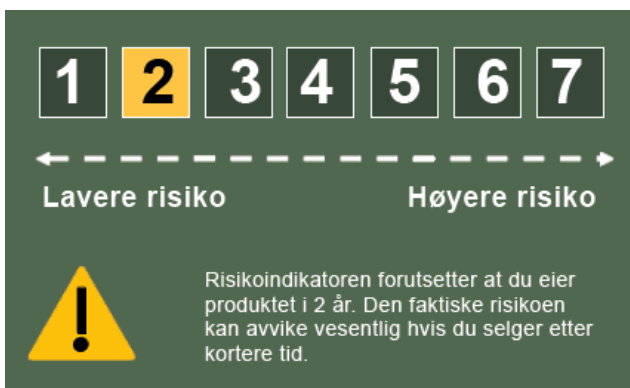 1 2 3 4 5 6 7
Lavere risiko Høyere risiko
Risikoindikatoren forutsetter at du eier
produktet i 2 år. Den faktiske risikoen
kan avvike vesentlig hvis du selger etter
kortere tid.